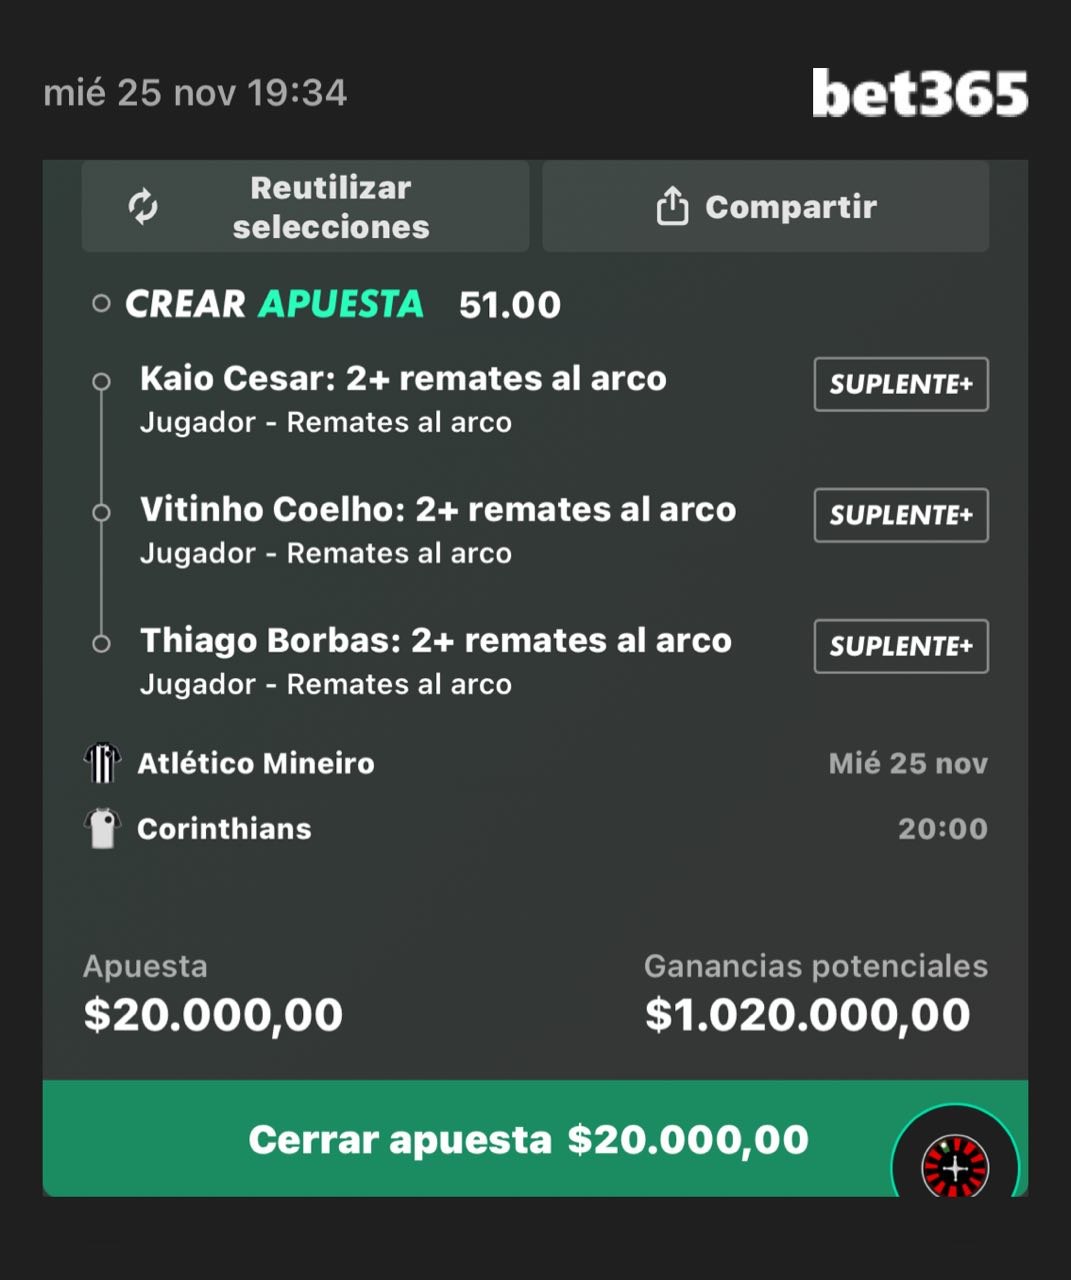 mié 25 nov 19:34
bet365
Reutilizar
selecciones
Compartir
CREAR APUESTA 51.00
Kaio Cesar: 2+ remates al arco
SUPLENTE+
Jugador - Remates al arco
Vitinho Coelho: 2+ remates al arco
SUPLENTE+
Jugador - Remates al arco
Thiago Borbas: 2+ remates al arco
SUPLENTE+
Jugador - Remates al arco
Atlético Mineiro
Mié 25 nov
Corinthians
20:00
Apuesta
Ganancias potenciales
$20.000,00
$1.020.000,00
Cerrar apuesta $20.000,00